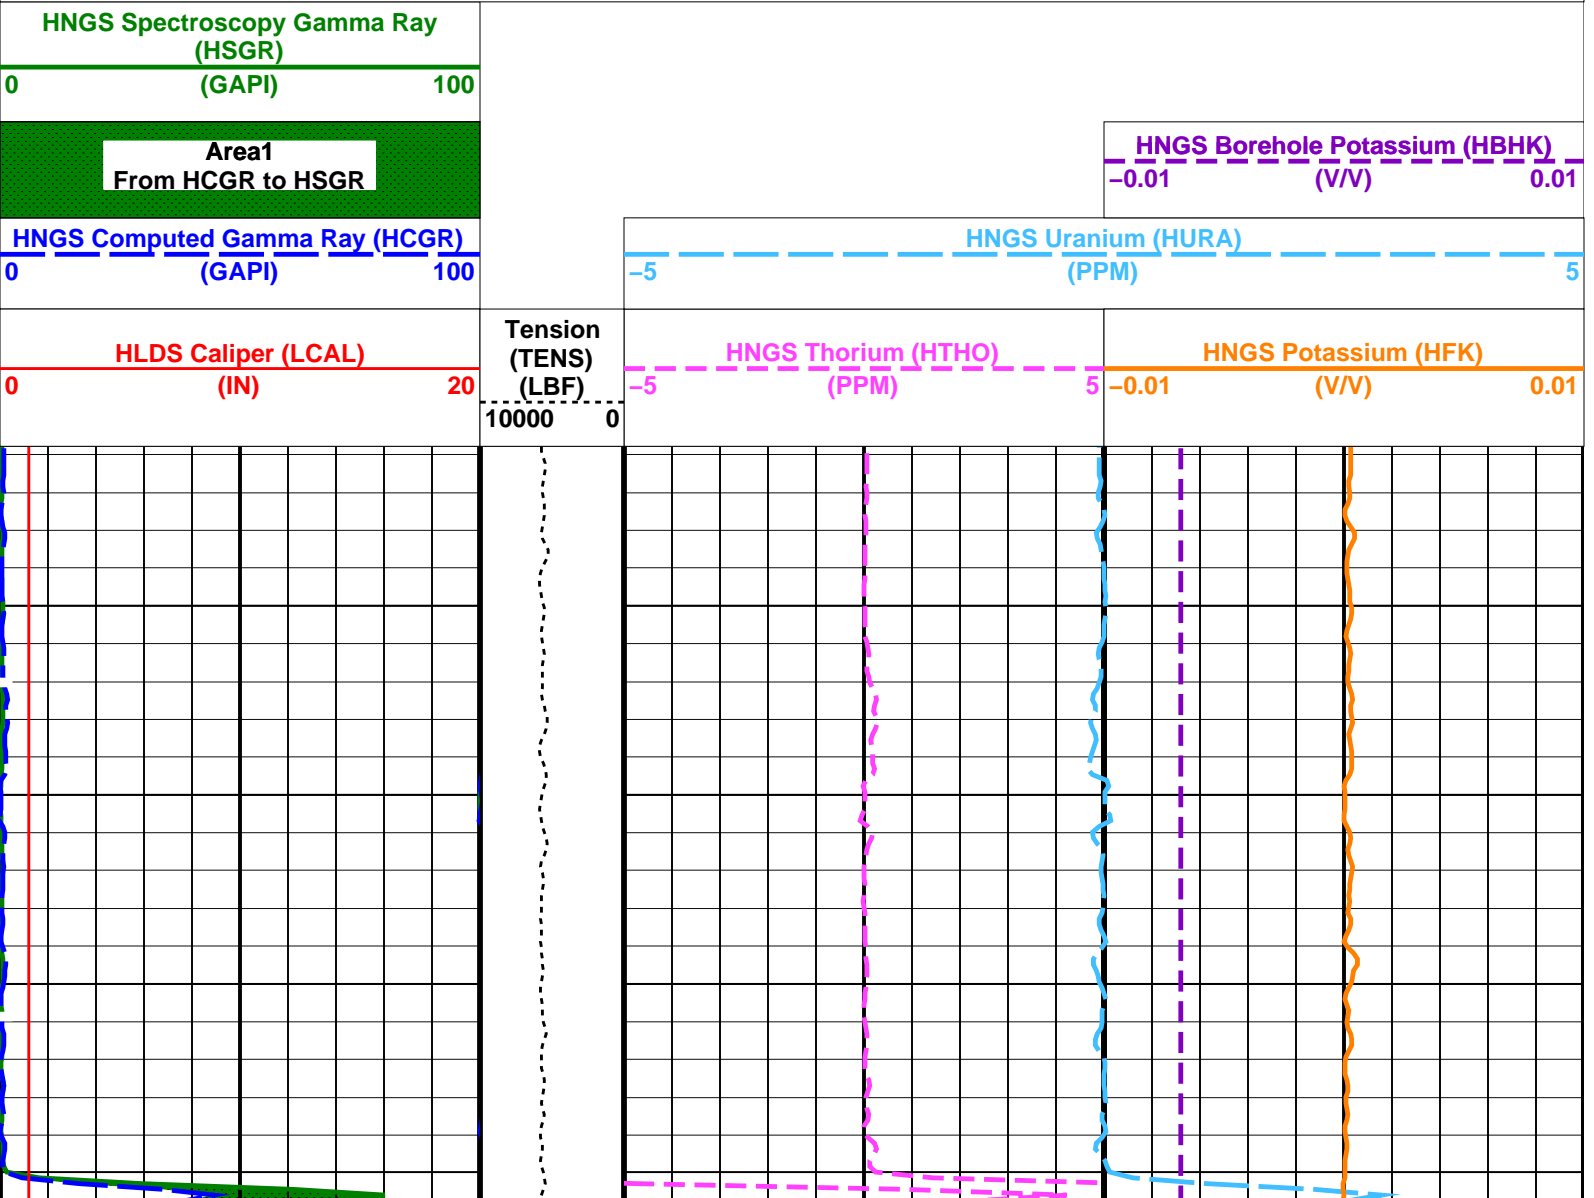 HNGS Spectroscopy Gamma Ray
(HSGR)
0 (GAPI) 100
Area1
From HCGR to HSGR
HNGS Borehole Potassium (HBHK)
−0.01 (V/V) 0.01
HNGS Computed Gamma Ray (HCGR)
0 (GAPI) 100
HNGS Uranium (HURA)
−5 (PPM) 5
HLDS Caliper (LCAL)
0 (IN) 20
Tension
(TENS)
(LBF)
10000 0
HNGS Thorium (HTHO)
−5 (PPM) 5
HNGS Potassium (HFK)
−0.01 (V/V) 0.01